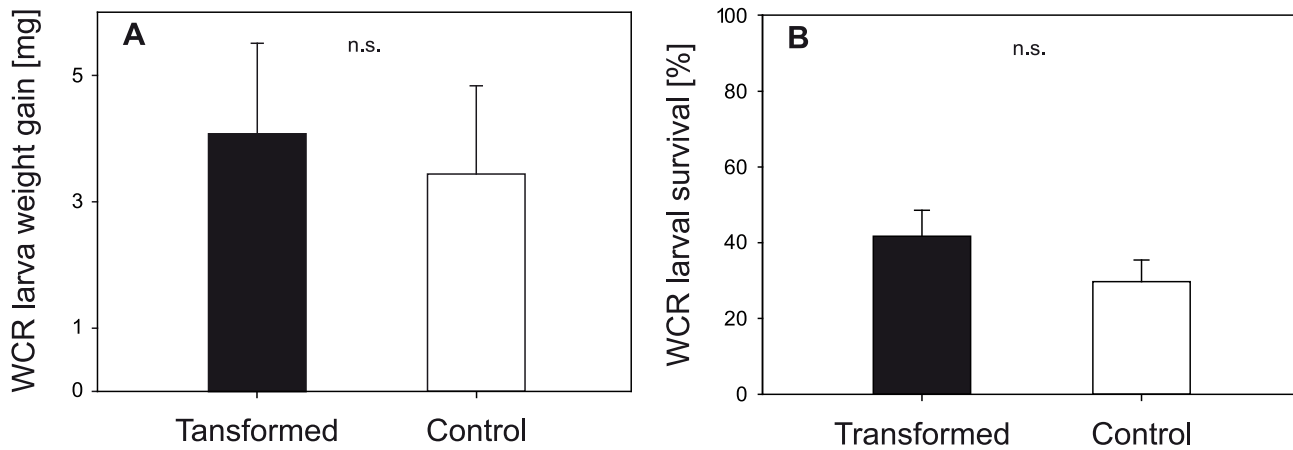 A
n.s.
WCR larva weight gain [mg]
5
3
1
0
Tansformed Control
B
n.s.
WCR larval survival [%]
100
80
60
40
20
0
Transformed Control